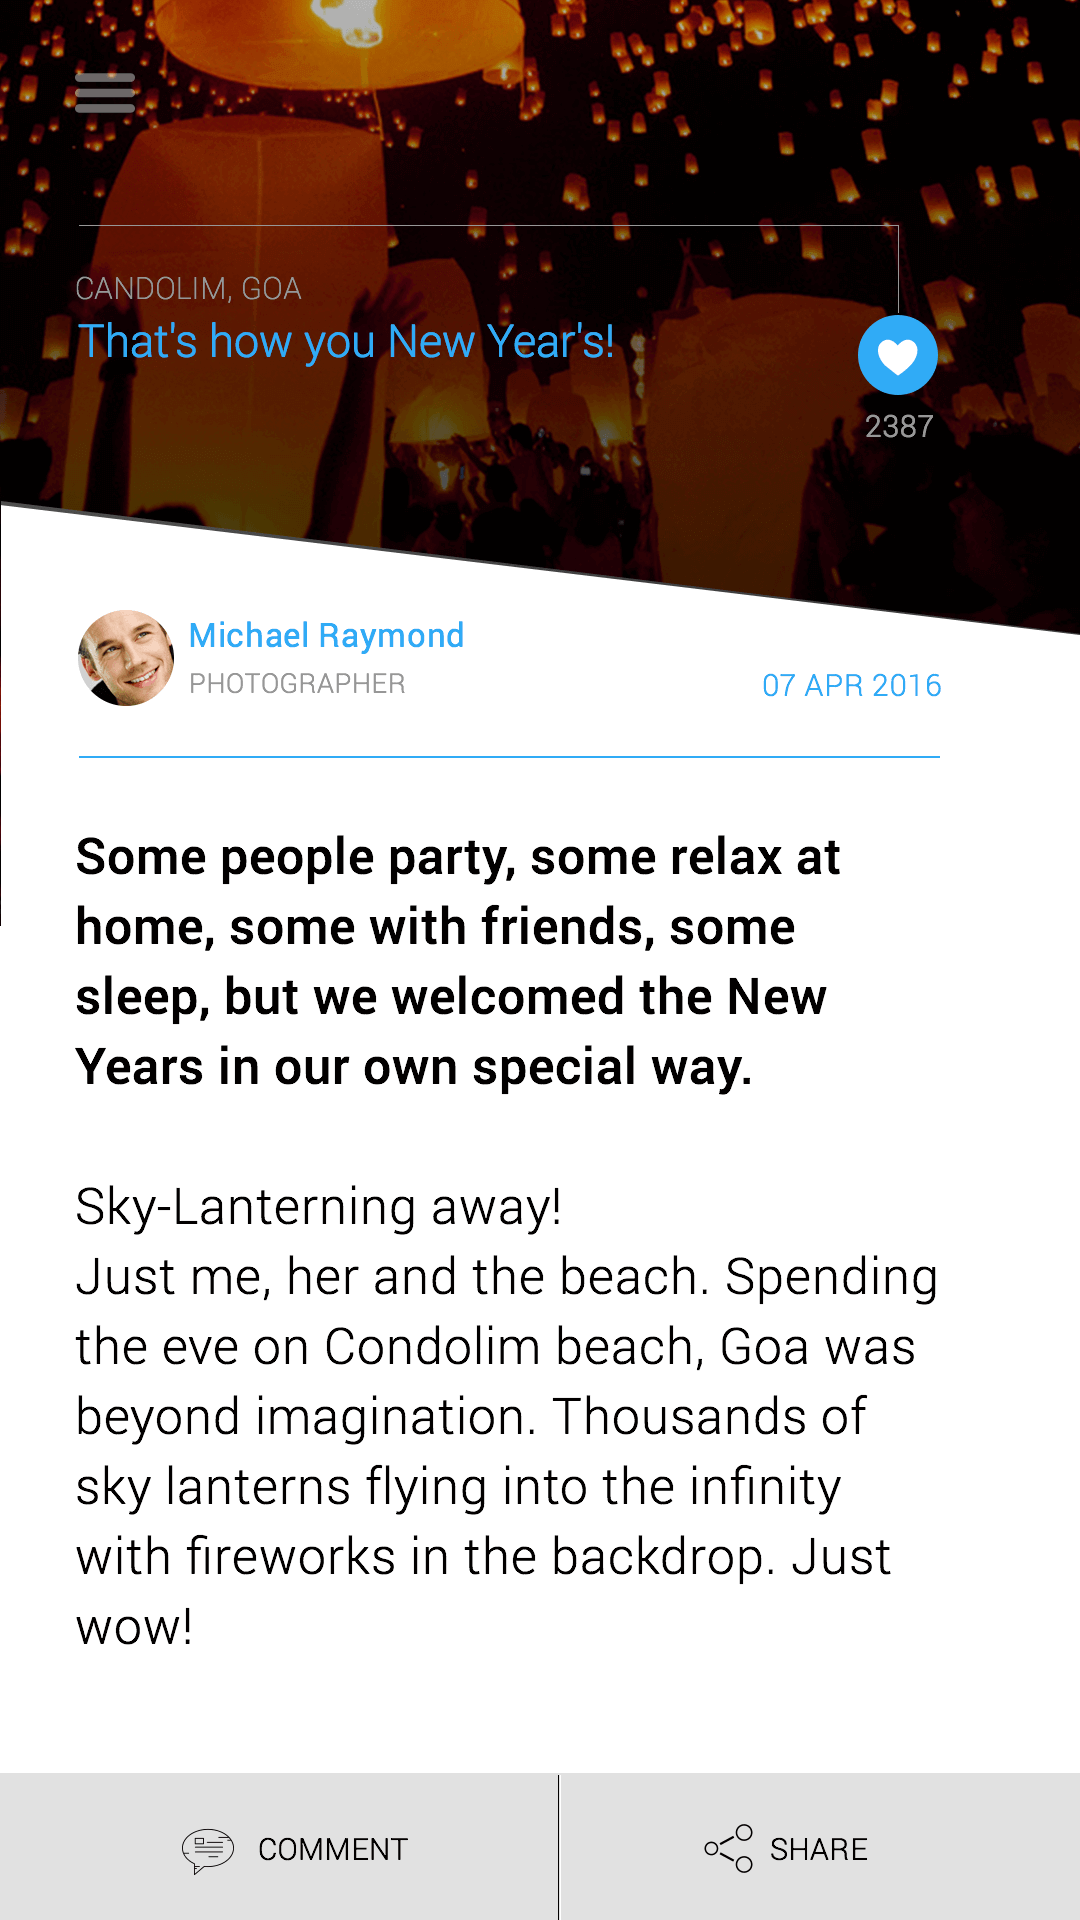 CANDOLIM, GOA
That's how you New Year's!
2387
Michael Raymond
PHOTOGRAPHER
07 APR 2016
Some people party, some relax at
home, some with friends, some
sleep, but we welcomed the New
Years in our own special way.
Sky-Lanterning away!
Just me, her and the beach. Spending
the eve on Condolim beach, Goa was
beyond imagination. Thousands of
sky lanterns flying into the infinity
with fireworks in the backdrop. Just
wow!
COMMENT
SHARE